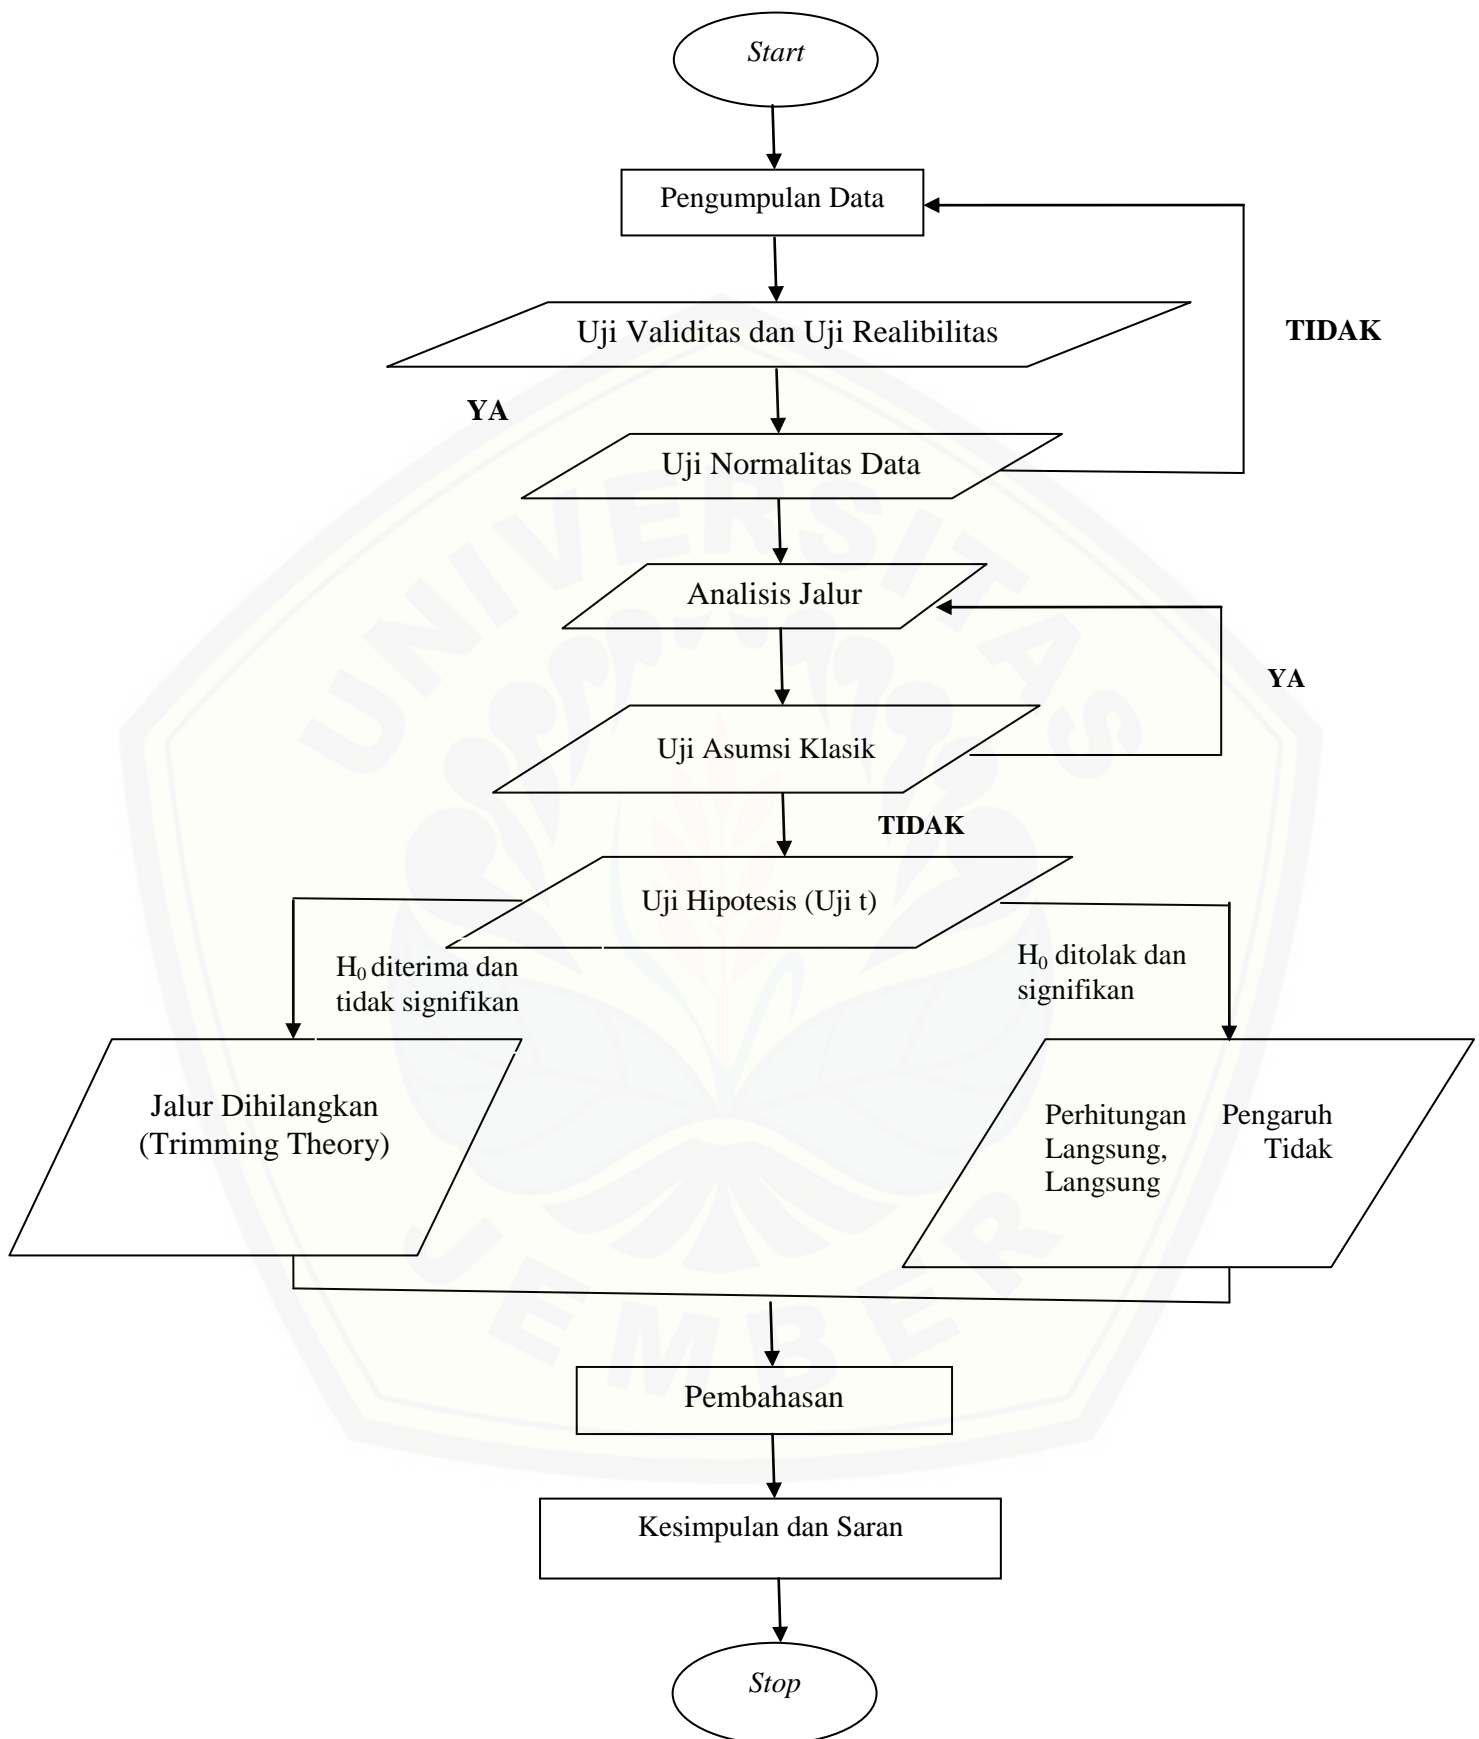 Start
Pengumpulan Data
Uji Validitas dan Uji Realibilitas
TIDAK
YA
Uji Normalitas Data
Analisis Jalur
YA
Uji Asumsi Klasik
TIDAK
Uji Hipotesis (Uji t)
H₀ diterima dan
tidak signifikan
H₀ ditolak dan
signifikan
Jalur Dihilangkan
(Trimming Theory)
Perhitungan Pengaruh
Langsung, Tidak
Langsung
Pembahasan
Kesimpulan dan Saran
Stop
UNIVERSITAS
JEMBER